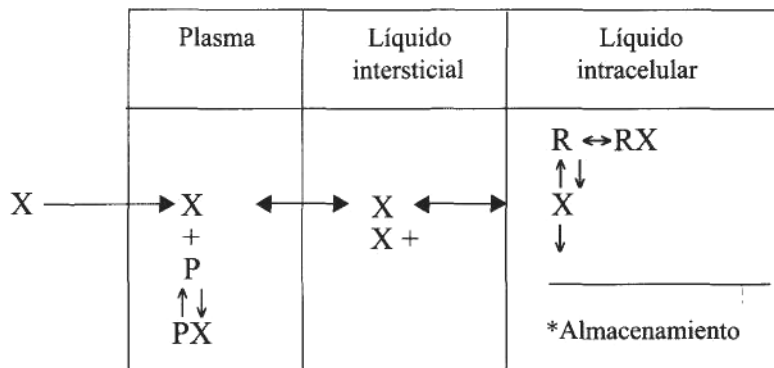 Plasma
Líquido
intersticial
Líquido
intracelular
R ↔ RX
↑ ↓
X → X ↔ X ↔ X
+
X +
↓
P
↑ ↓
PX
*Almacenamiento